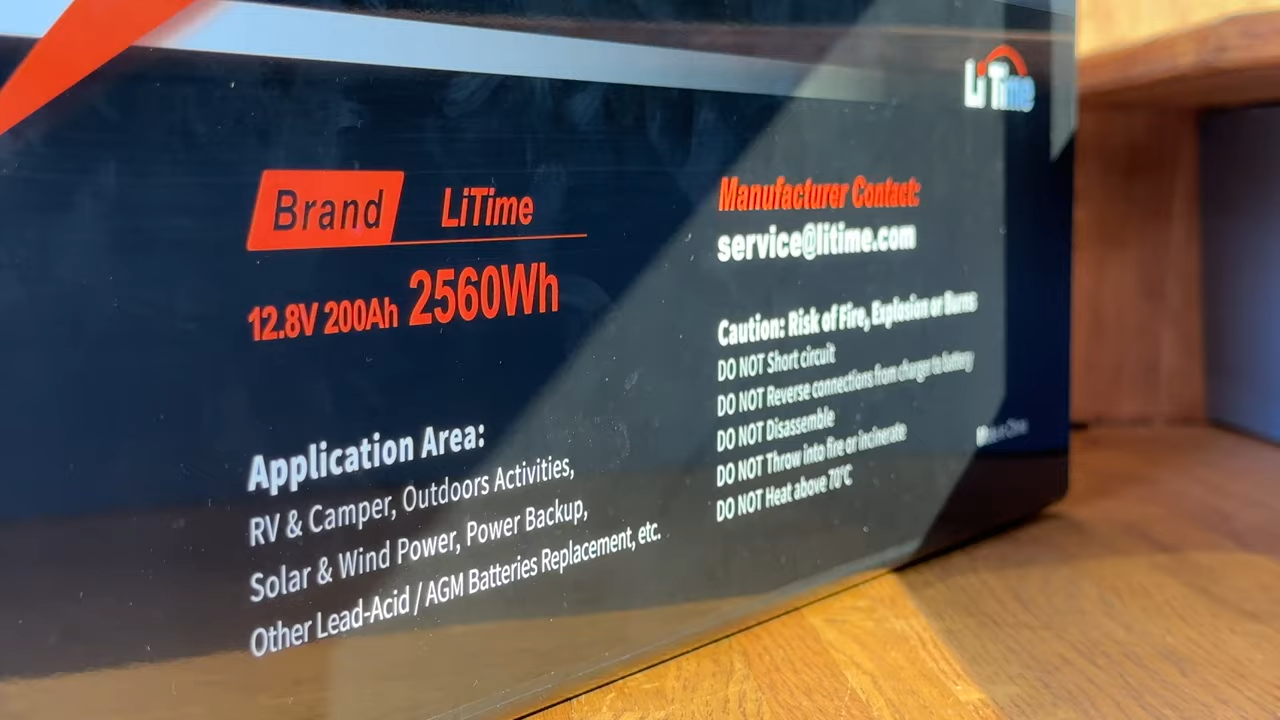 Li Time
Brand LiTime
12.8V 200Ah 2560Wh
Application Area:
RV & Camper, Outdoors Activities,
Solar & Wind Power, Power Backup,
Other Lead-Acid / AGM Batteries Replacement, etc.
Manufacturer Contact:
service@litime.com
Caution: Risk of Fire, Explosion or Burns
DO NOT Short circuit
DO NOT Reverse connections from charger to battery
DO NOT Disassemble
DO NOT Throw into fire or incinerate
DO NOT Heat above 70°C